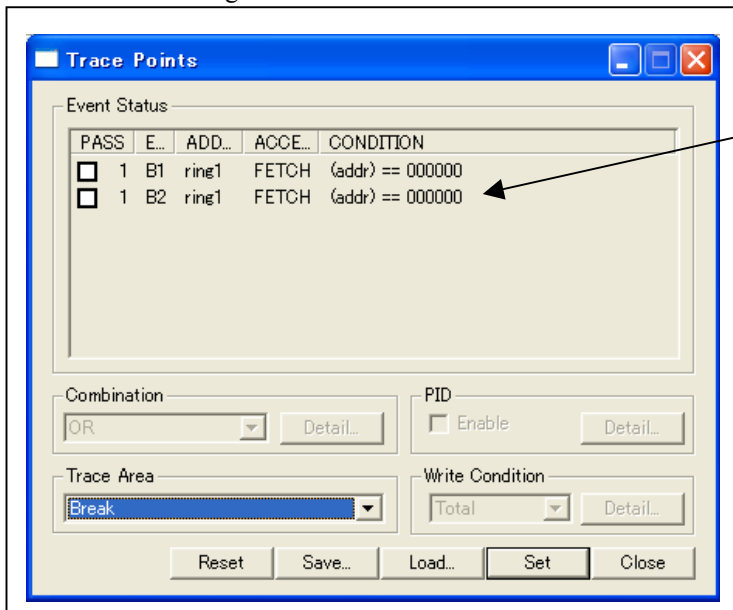 Trace Points
Event Status
PASS E... ADD... ACCE... CONDITION
1 B1 ring1 FETCH (addr) == 000000
1 B2 ring1 FETCH (addr) == 000000
Combination
OR Detail...
PID
Enable Detail...
Trace Area
Break
Write Condition
Total Detail...
Reset Save... Load... Set Close